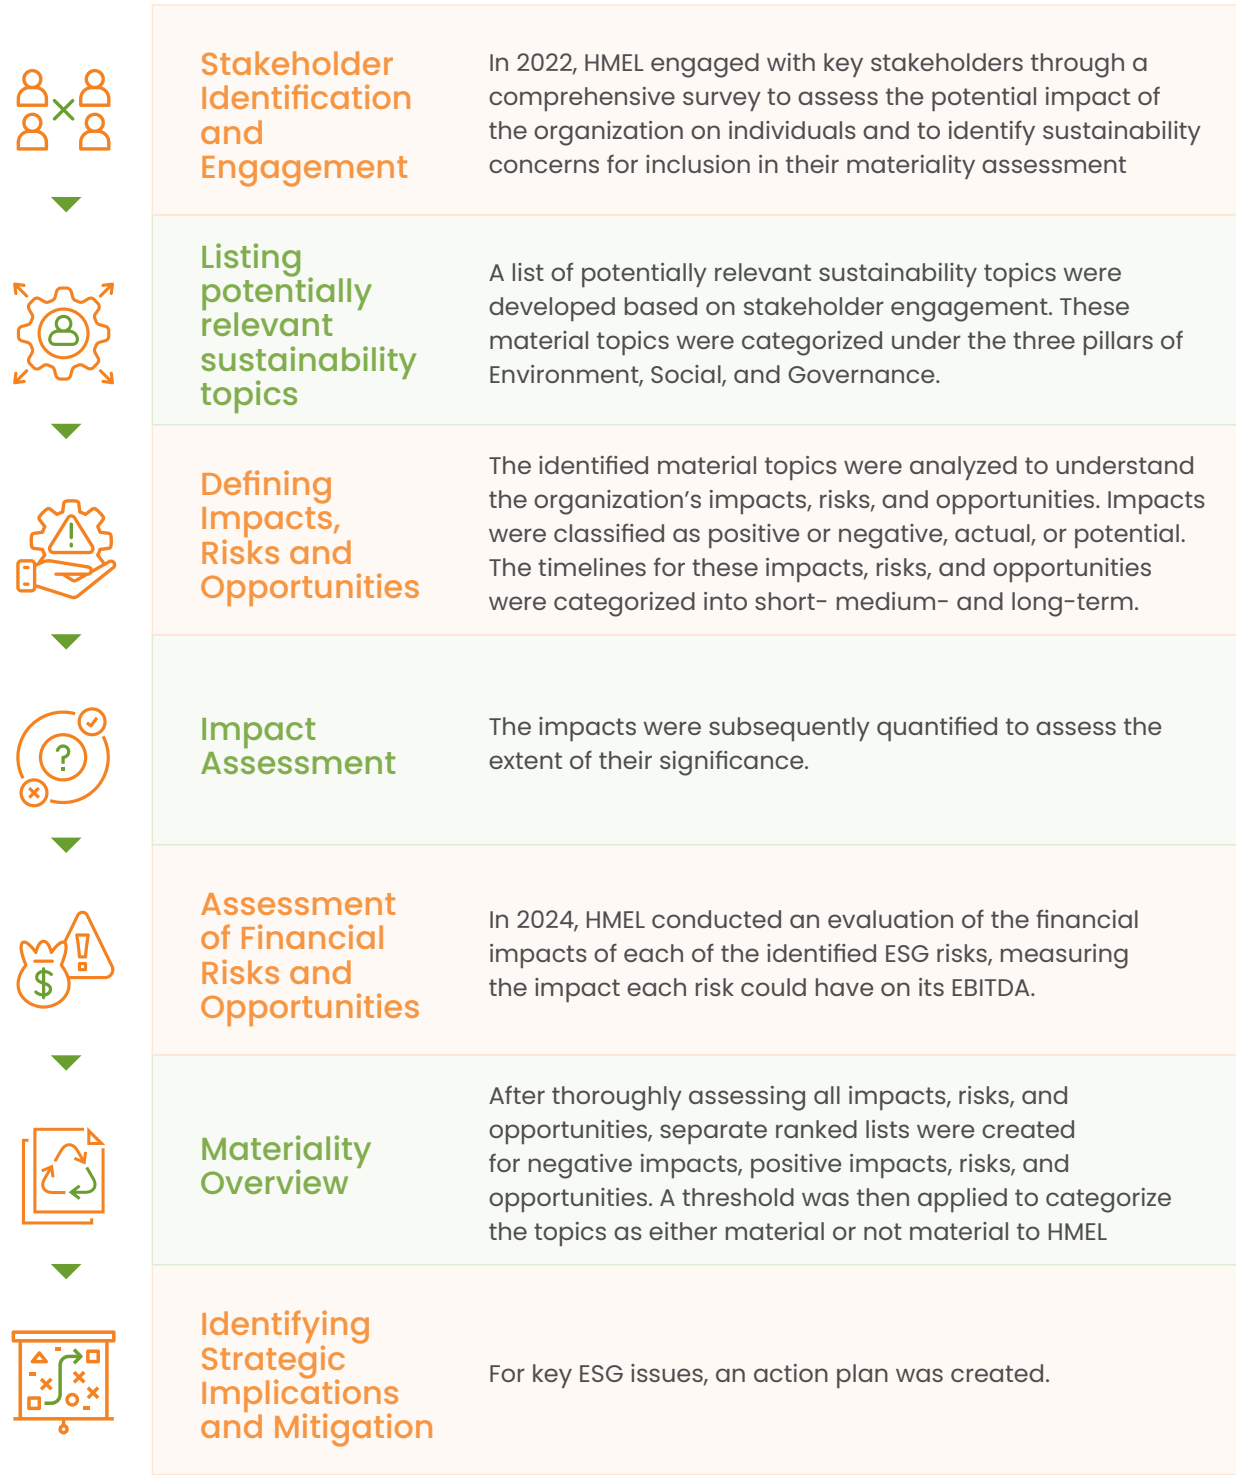 Stakeholder
Identification
and
Engagement
In 2022, HMEL engaged with key stakeholders through a
comprehensive survey to assess the potential impact of
the organization on individuals and to identify sustainability
concerns for inclusion in their materiality assessment
Listing
potentially
relevant
sustainability
topics
A list of potentially relevant sustainability topics were
developed based on stakeholder engagement. These
material topics were categorized under the three pillars of
Environment, Social, and Governance.
Defining
Impacts,
Risks and
Opportunities
The identified material topics were analyzed to understand
the organization’s impacts, risks, and opportunities. Impacts
were classified as positive or negative, actual, or potential.
The timelines for these impacts, risks, and opportunities
were categorized into short- medium- and long-term.
Impact
Assessment
The impacts were subsequently quantified to assess the
extent of their significance.
Assessment
of Financial
Risks and
Opportunities
In 2024, HMEL conducted an evaluation of the financial
impacts of each of the identified ESG risks, measuring
the impact each risk could have on its EBITDA.
Materiality
Overview
After thoroughly assessing all impacts, risks, and
opportunities, separate ranked lists were created
for negative impacts, positive impacts, risks, and
opportunities. A threshold was then applied to categorize
the topics as either material or not material to HMEL
Identifying
Strategic
Implications
and Mitigation
For key ESG issues, an action plan was created.